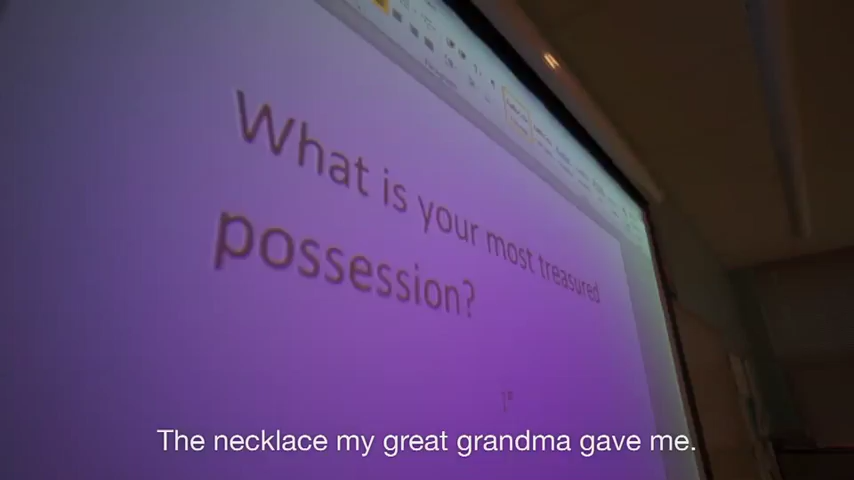 What is your most treasured
possession?
The necklace my great grandma gave me.